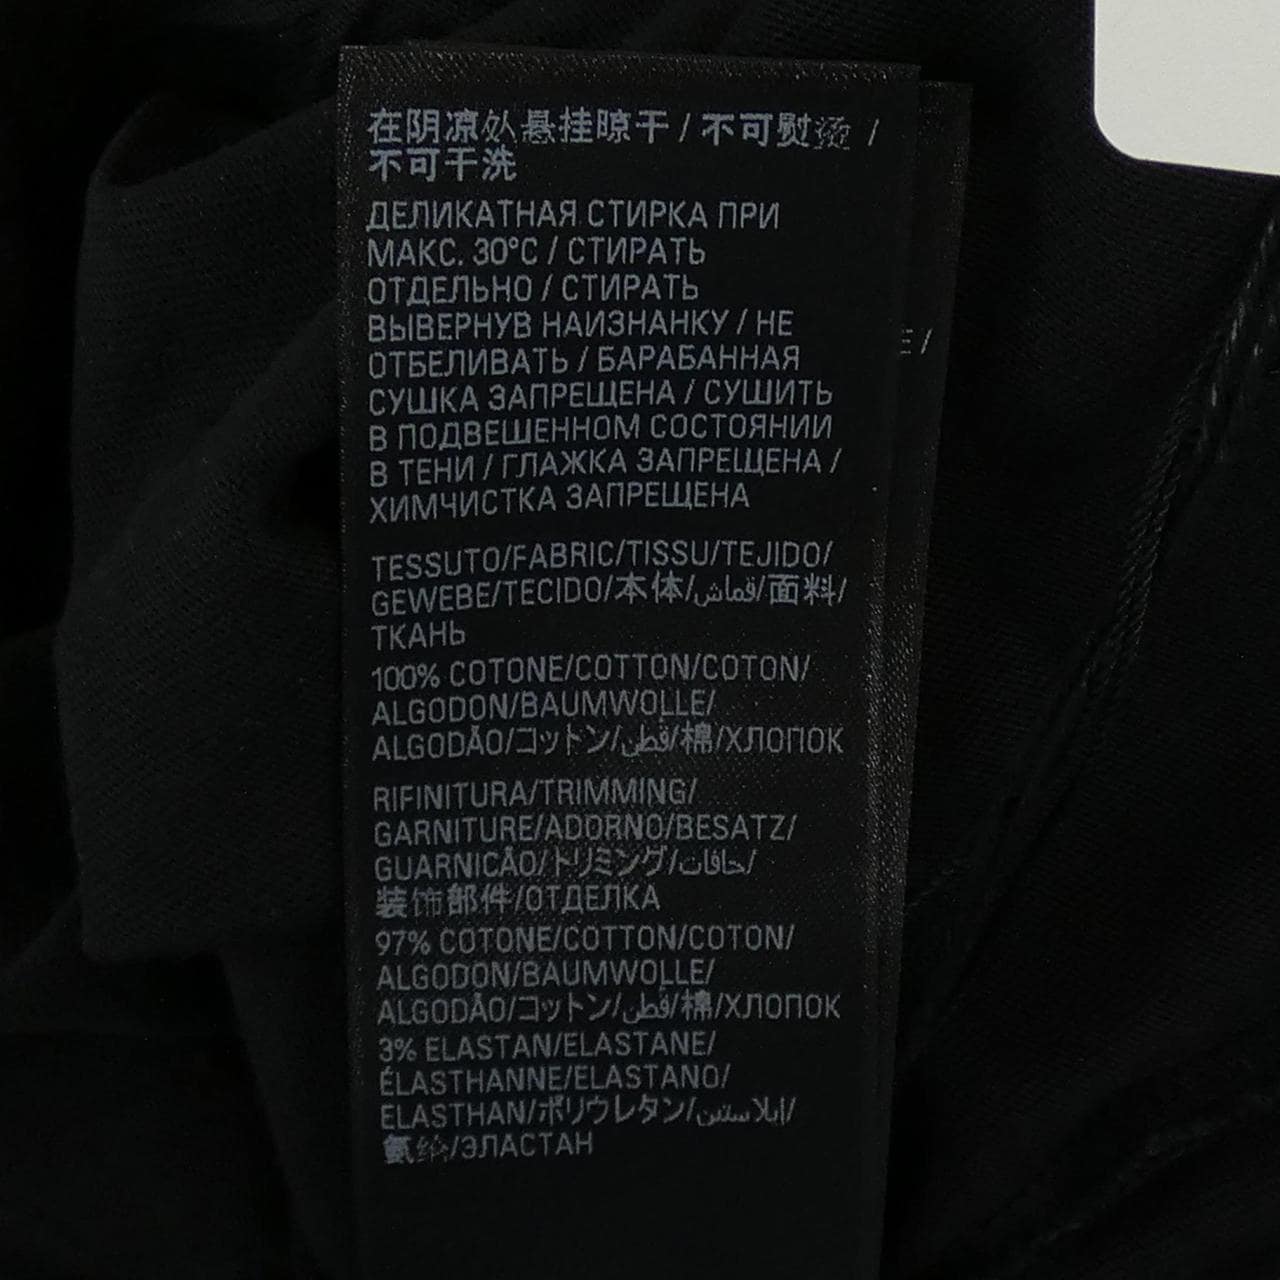 在阴凉处悬挂晾干 / 不可熨烫 /
不可干洗
ДЕЛИКАТНАЯ СТИРКА ПРИ
МАКС. 30°C / СТИРАТЬ
ОТДЕЛЬНО / СТИРАТЬ
ВЫВЕРНУВ НАИЗНАНКУ / НЕ
ОТБЕЛИВАТЬ / БАРАБАННАЯ
СУШКА ЗАПРЕЩЕНА / СУШИТЬ
В ПОДВЕШЕННОМ СОСТОЯНИИ
В ТЕНИ / ГЛАЖКА ЗАПРЕЩЕНА /
ХИМЧИСТКА ЗАПРЕЩЕНА
TESSUTO/FABRIC/TISSU/TEJIDO/
GEWEBE/TECIDO/本体/قماش/面料/
ТКАНЬ
100% COTONE/COTTON/COTON/
ALGODON/BAUMWOLLE/
ALGODÃO/コットン/قطن/棉/ХЛОПОК
RIFINITURA/TRIMMING/
GARNITURE/ADORNO/BESATZ/
GUARNICÃO/トリミング/حافات/
装饰部件/ОТДЕЛКА
97% COTONE/COTTON/COTON/
ALGODON/BAUMWOLLE/
ALGODÃO/コットン/قطن/棉/ХЛОПОК
3% ELASTAN/ELASTANE/
ÉLASTHANNE/ELASTANO/
ELASTHAN/ポリウレタン/إيلاستين/
氨纶/ЭЛАСТАН
E /